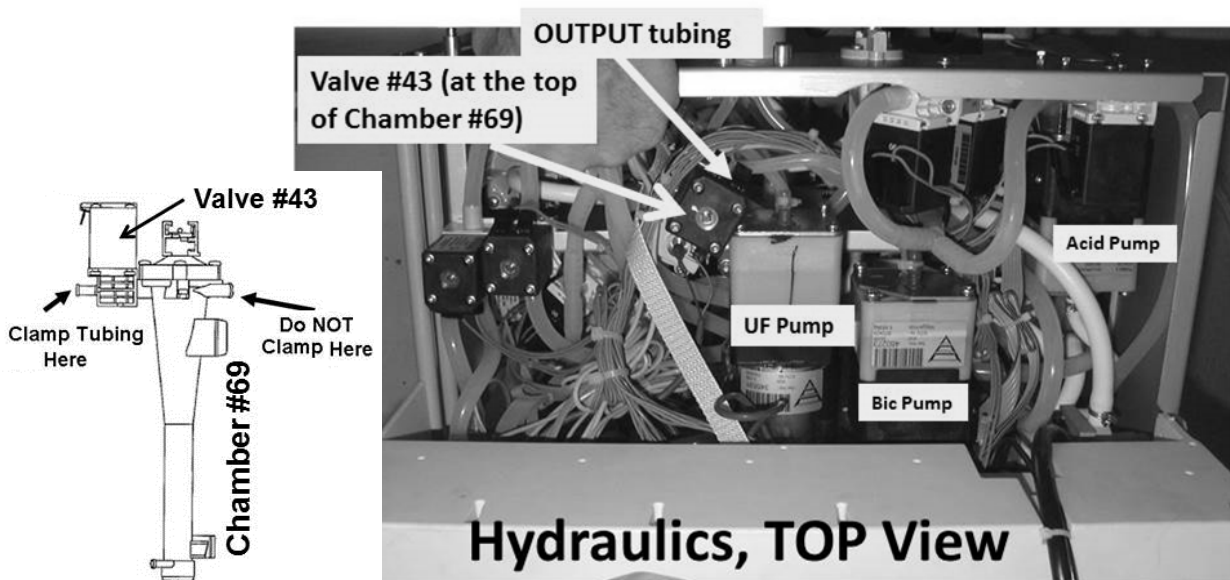 OUTPUT tubing
Valve #43 (at the top
of Chamber #69)
Valve #43
Clamp Tubing
Here
Do NOT
Clamp Here
Chamber #69
UF Pump
Bic Pump
Acid Pump
Hydraulics, TOP View